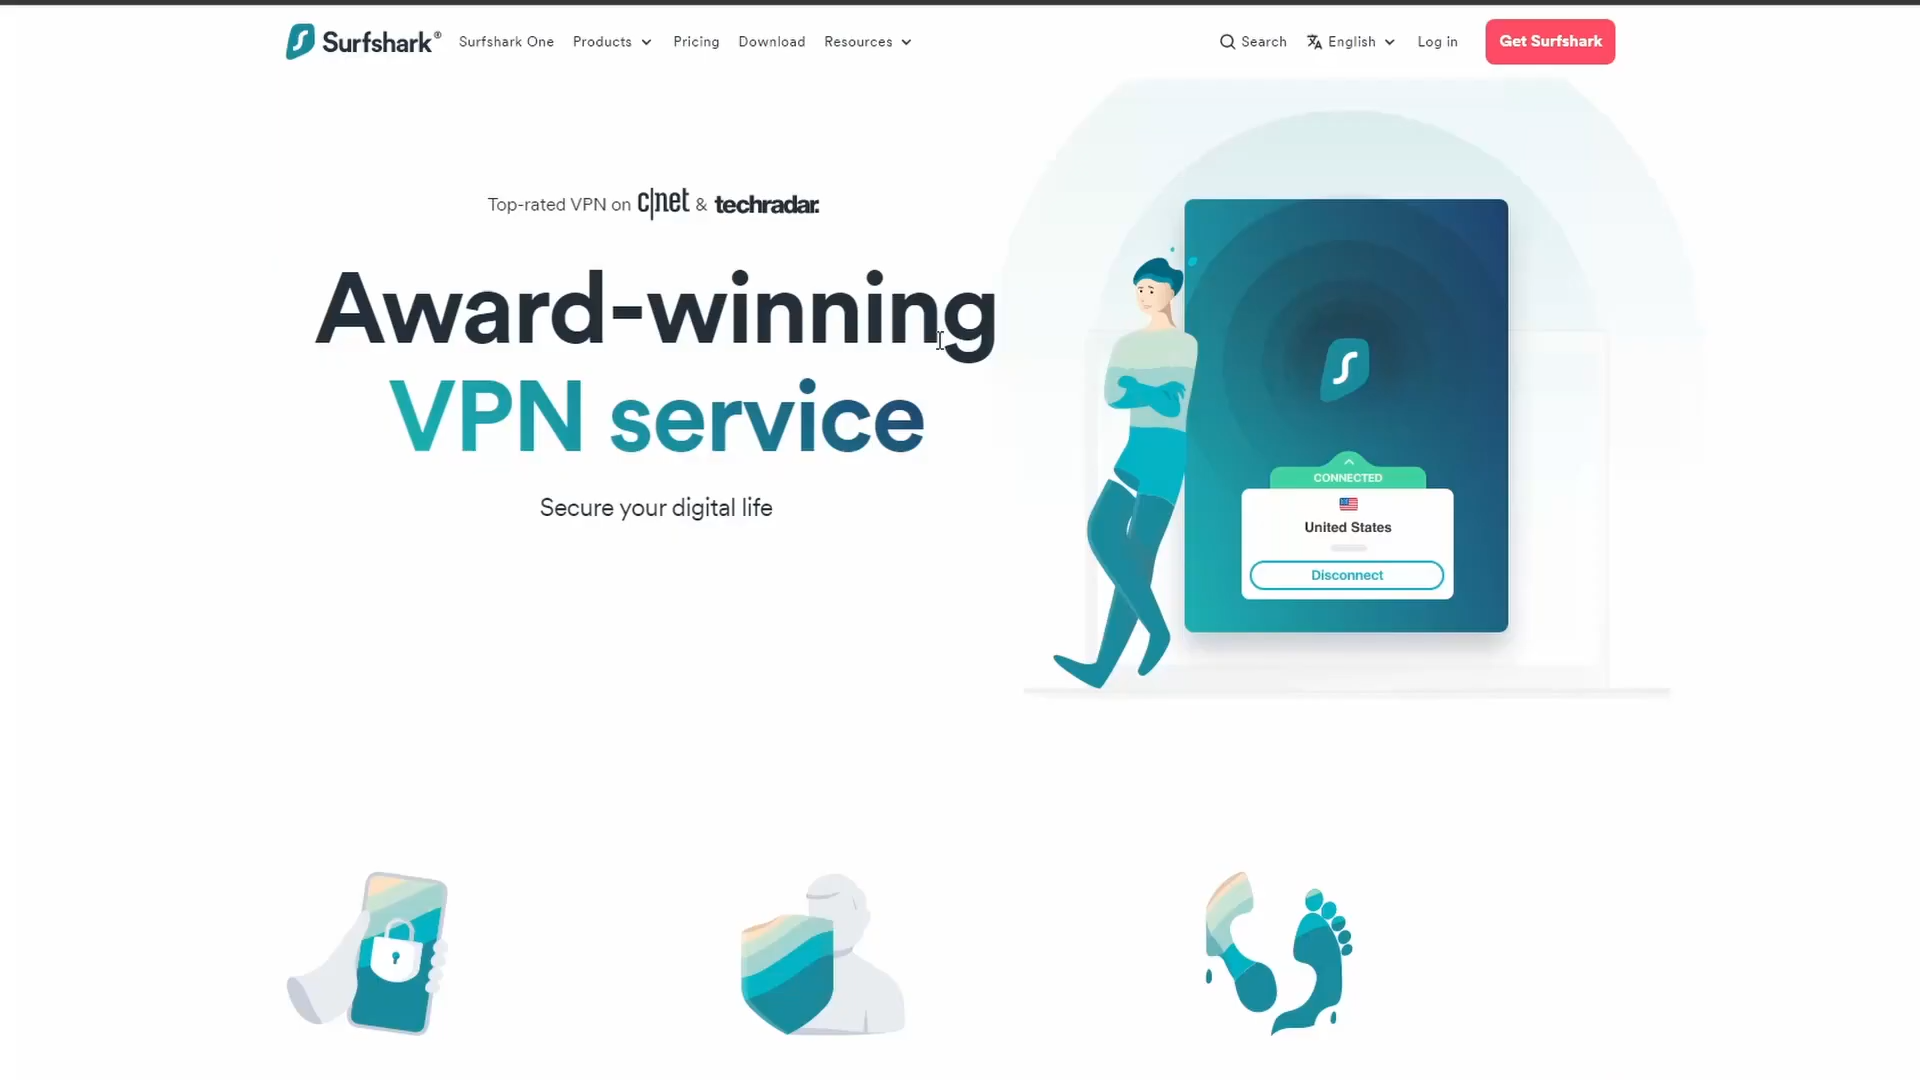 Surfshark®
Surfshark One
Products
Pricing
Download
Resources
Search
English
Log in
Get Surfshark
Top-rated VPN on c|net & techradar.
Award-winning
VPN service
Secure your digital life
CONNECTED
United States
Disconnect